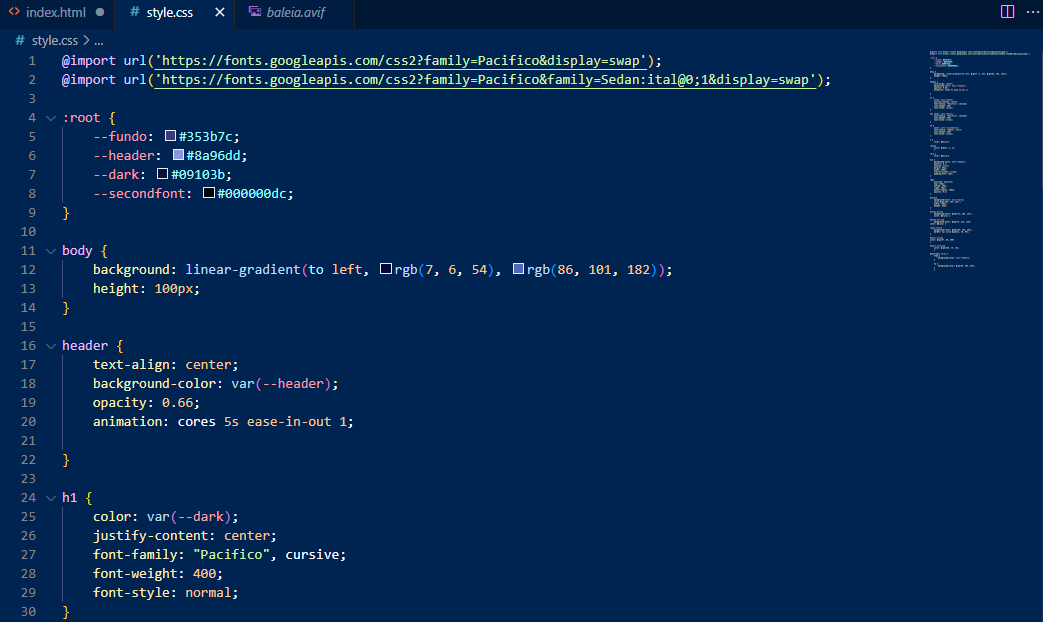 index.html
# style.css
baleia.avif
# style.css > ...
1 @import url('https://fonts.googleapis.com/css2?family=Pacifico&display=swap');
2 @import url('https://fonts.googleapis.com/css2?family=Pacifico&family=Sedan:ital@0;1&display=swap');
3
4 :root {
5 --fundo: #353b7c;
6 --header: #8a96dd;
7 --dark: #09103b;
8 --secondfont: #000000dc;
9 }
10
11 body {
12 background: linear-gradient(to left, rgb(7, 6, 54), rgb(86, 101, 182));
13 height: 100px;
14 }
15
16 header {
17 text-align: center;
18 background-color: var(--header);
19 opacity: 0.66;
20 animation: cores 5s ease-in-out 1;
21
22 }
23
24 h1 {
25 color: var(--dark);
26 justify-content: center;
27 font-family: "Pacifico", cursive;
28 font-weight: 400;
29 font-style: normal;
30 }